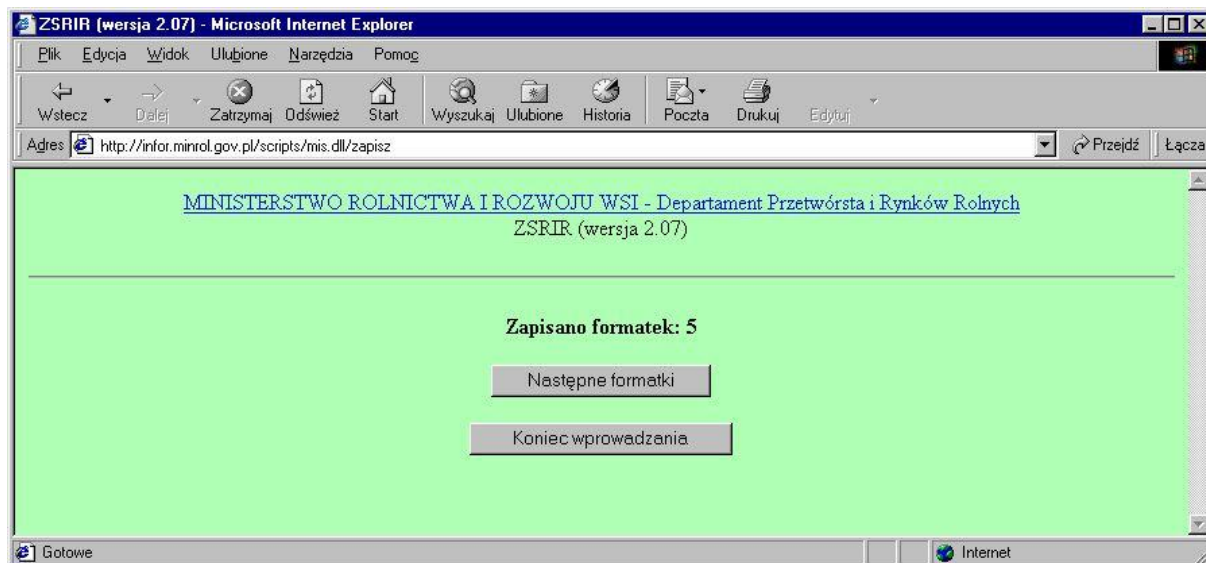 ZSRIR (wersja 2.07) - Microsoft Internet Explorer
Plik Edycja Widok Ulubione Narzędzia Pomoc
Wstecz Dalej Zatrzymaj Odśwież Start Wyszukaj Ulubione Historia Poczta Drukuj Edytuj
Adres http://infor.minrol.gov.pl/scripts/mis.dll/zapisz Przejdź Łącza
MINISTERSTWO ROLNICTWA I ROZWOJU WSI - Departament Przetwórsta i Rynków Rolnych
ZSRIR (wersja 2.07)
Zapisano formatek: 5
Następne formatki
Koniec wprowadzania
Gotowe Internet